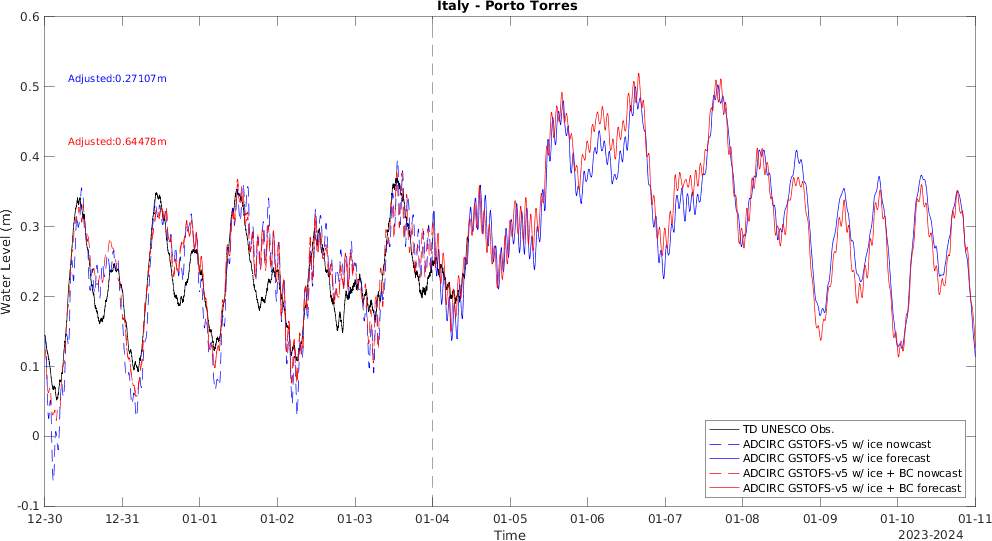 Italy - Porto Torres
0.6
0.5
0.4
0.3
0.2
0.1
0
-0.1
Water Level (m)
Adjusted:0.27107m
Adjusted:0.64478m
TD UNESCO Obs.
ADCIRC GSTOFS-v5 w/ ice nowcast
ADCIRC GSTOFS-v5 w/ ice forecast
ADCIRC GSTOFS-v5 w/ ice + BC nowcast
ADCIRC GSTOFS-v5 w/ ice + BC forecast
12-30 12-31 01-01 01-02 01-03 01-04 01-05 01-06 01-07 01-08 01-09 01-10 01-11
Time
2023-2024